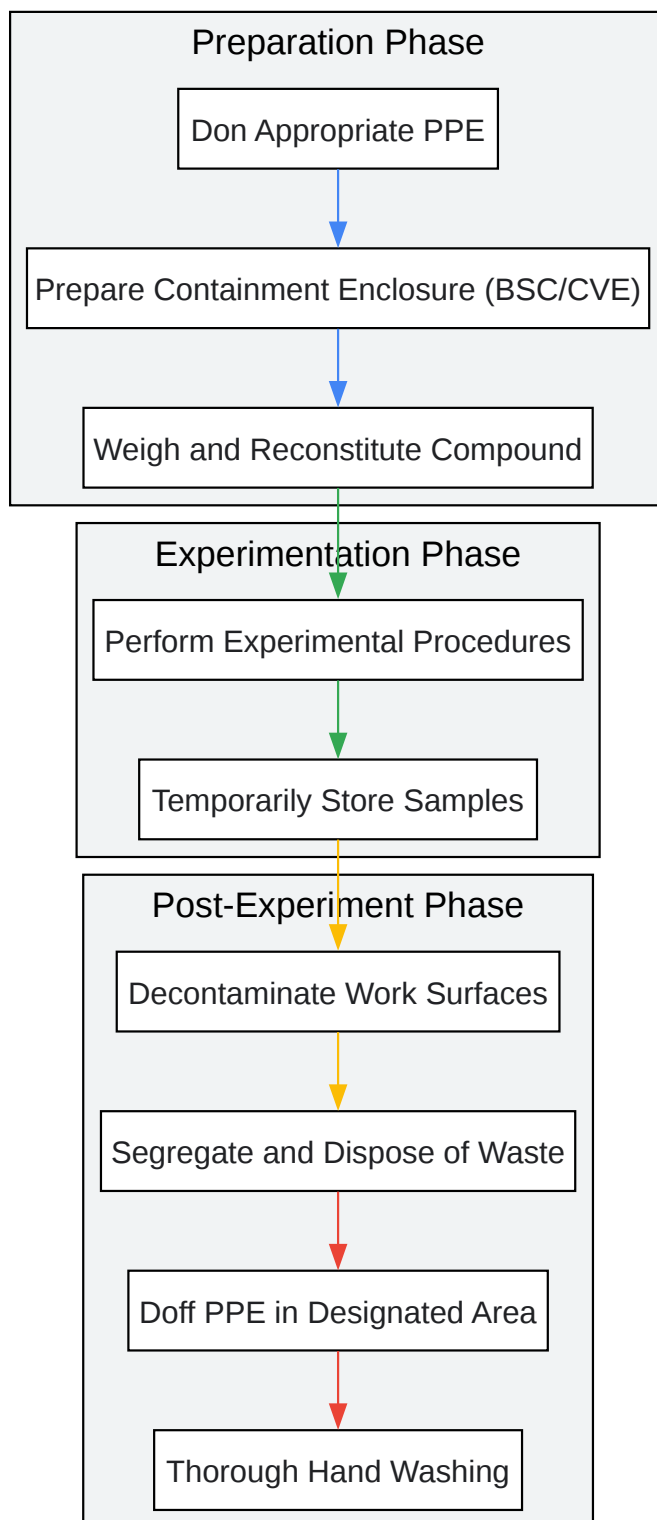 Preparation Phase
Don Appropriate PPE
Prepare Containment Enclosure (BSC/CVE)
Weigh and Reconstitute Compound
Experimentation Phase
Perform Experimental Procedures
Temporarily Store Samples
Post-Experiment Phase
Decontaminate Work Surfaces
Segregate and Dispose of Waste
Doff PPE in Designated Area
Thorough Hand Washing